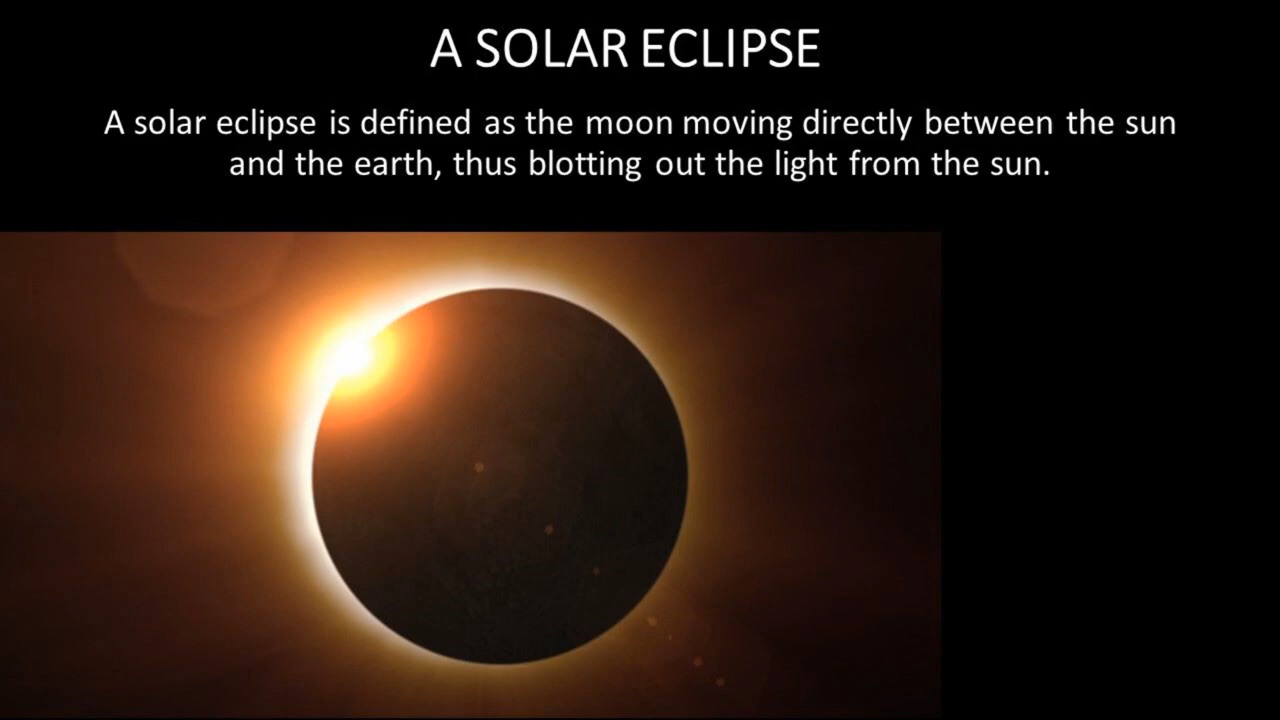 A SOLAR ECLIPSE
A solar eclipse is defined as the moon moving directly between the sun
and the earth, thus blotting out the light from the sun.